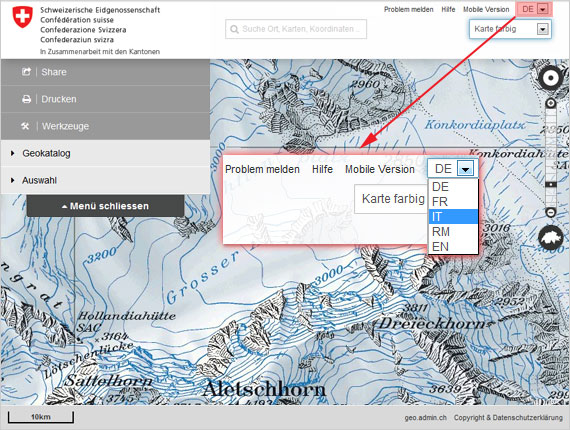 Schweizerische Eidgenossenschaft
Confédération suisse
Confederazione Svizzera
Confederaziun svizra
In Zusammenarbeit mit den Kantonen
Problem melden Hilfe Mobile Version DE
Suche Ort, Karten, Koordinaten ...
Karte farbig
Share
Drucken
Werkzeuge
Geokatalog
Auswahl
Menü schliessen
2960
Konkordiaplatz
Problem melden Hilfe Mobile Version DE
Karte farbig
DE
FR
IT
RM
EN
3200
Grosser
3000
3116
3105
2952
Hollandiahütte
SAC
3164
Lötschenlücke
Sattelhorn
Dreieckhorn
Aletschhorn
10km
geo.admin.ch Copyright & Datenschutzerklärung